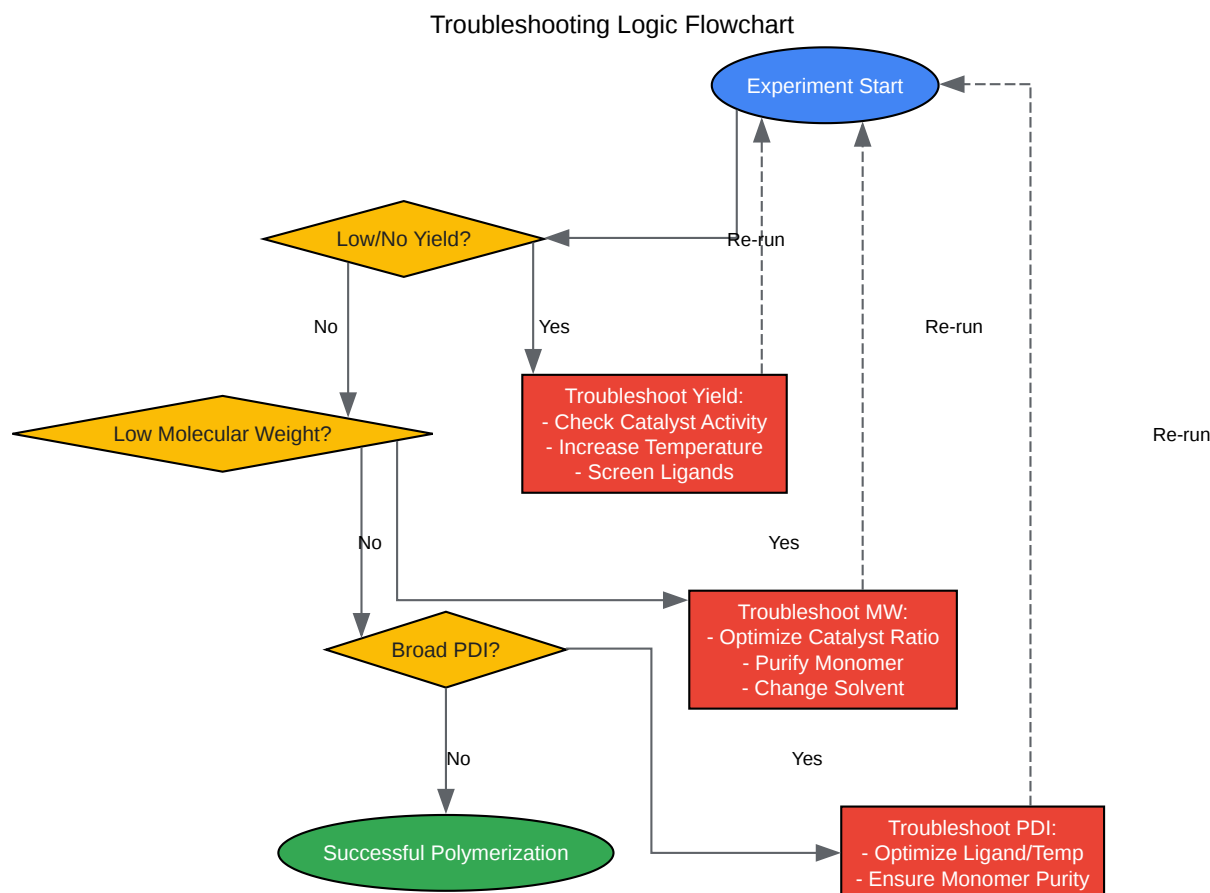 Troubleshooting Logic Flowchart
Experiment Start
Low/No Yield?
Re-run
No
Yes
Re-run
Troubleshoot Yield:
- Check Catalyst Activity
- Increase Temperature
- Screen Ligands
Low Molecular Weight?
Re-run
No
Yes
Troubleshoot MW:
- Optimize Catalyst Ratio
- Purify Monomer
- Change Solvent
Broad PDI?
No
Yes
Troubleshoot PDI:
- Optimize Ligand/Temp
- Ensure Monomer Purity
Successful Polymerization